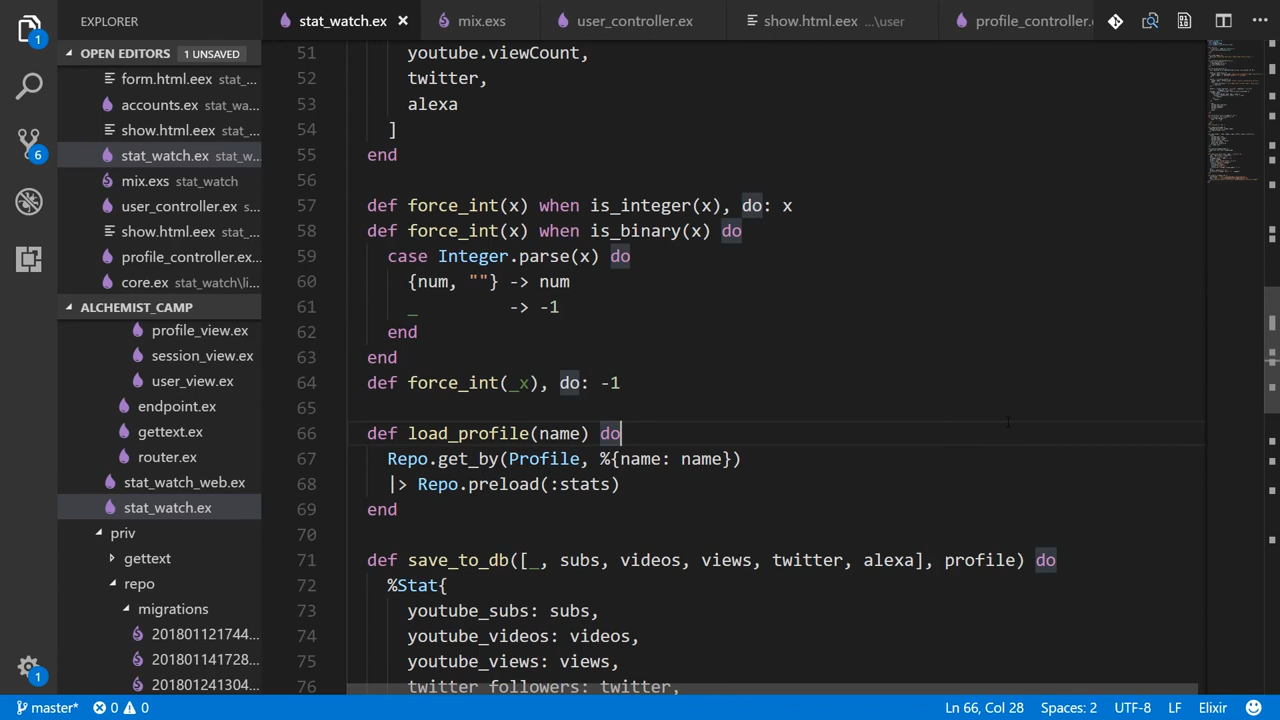 EXPLORER
stat_watch.ex
mix.exs
user_controller.ex
show.html.eex ...\user
profile_controller.e
OPEN EDITORS 1 UNSAVED
form.html.eex stat_...
accounts.ex stat_wa...
show.html.eex stat_...
stat_watch.ex stat_w...
mix.exs stat_watch
user_controller.ex stat_...
show.html.eex stat_...
profile_controller.ex...
core.ex stat_watch\li...
ALCHEMIST_CAMP
profile_view.ex
session_view.ex
user_view.ex
endpoint.ex
gettext.ex
router.ex
stat_watch_web.ex
stat_watch.ex
priv
gettext
repo
migrations
201801121744...
201801141728...
201801241304...
1
6
1
51 youtube.viewCount,
52 twitter,
53 alexa
54 ]
55 end
56
57 def force_int(x) when is_integer(x), do: x
58 def force_int(x) when is_binary(x) do
59 case Integer.parse(x) do
60 {num, ""} -> num
61 _ -> -1
62 end
63 end
64 def force_int(_x), do: -1
65
66 def load_profile(name) do
67 Repo.get_by(Profile, %{name: name})
68 |> Repo.preload(:stats)
69 end
70
71 def save_to_db([_, subs, videos, views, twitter, alexa], profile) do
72 %Stat{
73 youtube_subs: subs,
74 youtube_videos: videos,
75 youtube_views: views,
76 twitter_followers: twitter,
master* 0 0
Ln 66, Col 28 Spaces: 2 UTF-8 LF Elixir